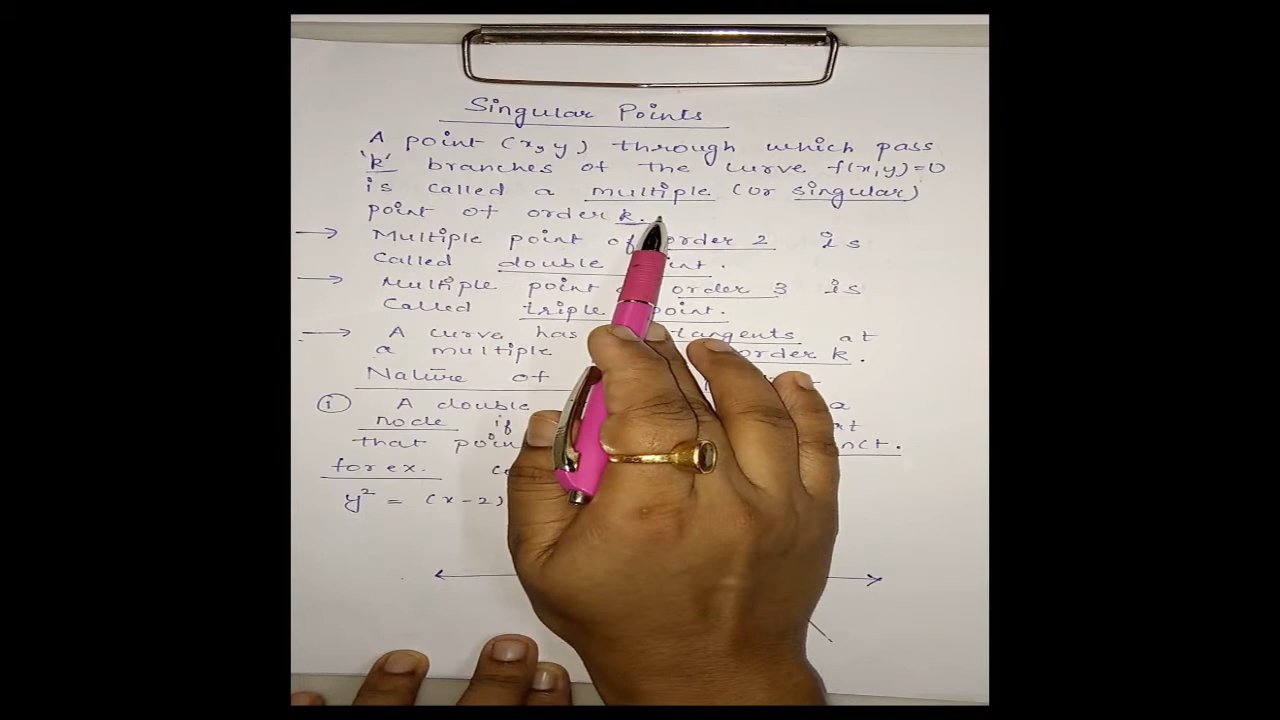 Singular Points
A point (x, y) through which pass
'k' branches of the curve f(x,y)=0
is called a multiple (or singular)
point of order k.
→ Multiple point of order 2 is
called double
→ Multiple point order 3 is
called triple point.
→ A curve has tangents at
a multiple order k.
Nature of
(i) A double a
node if
that point
for ex.
y² = (x-2)